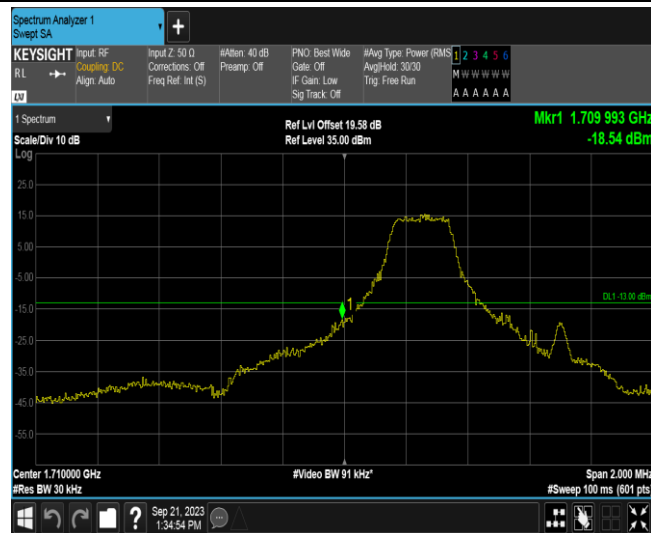 Spectrum Analyzer 1
Swept SA
+
KEYSIGHT
RL
LXI
Input: RF
Coupling: DC
Align: Auto
Input Z: 50 Ω
Corrections: Off
Freq Ref: Int (S)
#Atten: 40 dB
Preamp: Off
PNO: Best Wide
Gate: Off
IF Gain: Low
Sig Track: Off
#Avg Type: Power (RMS
Avg|Hold: 30/30
Trig: Free Run
1 2 3 4 5 6
M W W W W W
A A A A A A
1 Spectrum
Scale/Div 10 dB
Log
Ref Lvl Offset 19.58 dB
Ref Level 35.00 dBm
Mkr1 1.709 993 GHz
-18.54 dBm
25.0
15.0
5.00
-5.00
-15.0
-25.0
-35.0
-45.0
-55.0
1
DL1 -13.00 dBm
Center 1.710000 GHz
#Res BW 30 kHz
#Video BW 91 kHz*
Span 2.000 MHz
#Sweep 100 ms (601 pts)
?
Sep 21, 2023
1:34:54 PM